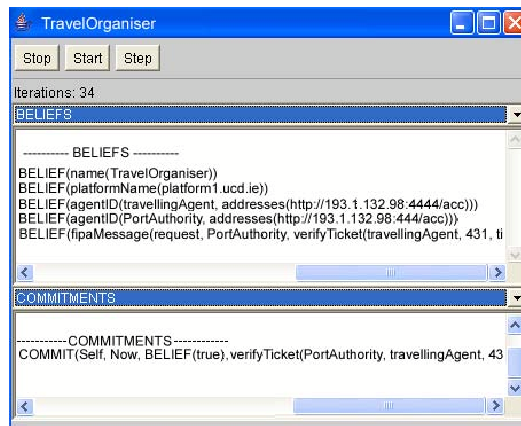 TravelOrganiser
Stop Start Step
Iterations: 34
BELIEFS
---------- BELIEFS ----------
BELIEF(name(TravelOrganiser))
BELIEF(platformName(platform1.ucd.ie))
BELIEF(agentID(travellingAgent, addresses(http://193.1.132.98:4444/acc)))
BELIEF(agentID(PortAuthority, addresses(http://193.1.132.98:444/acc)))
BELIEF(fipaMessage(request, PortAuthority, verifyTicket(travellingAgent, 431, ti
COMMITMENTS
-----------COMMITMENTS------------
COMMIT(Self, Now, BELIEF(true),verifyTicket(PortAuthority, travellingAgent, 43